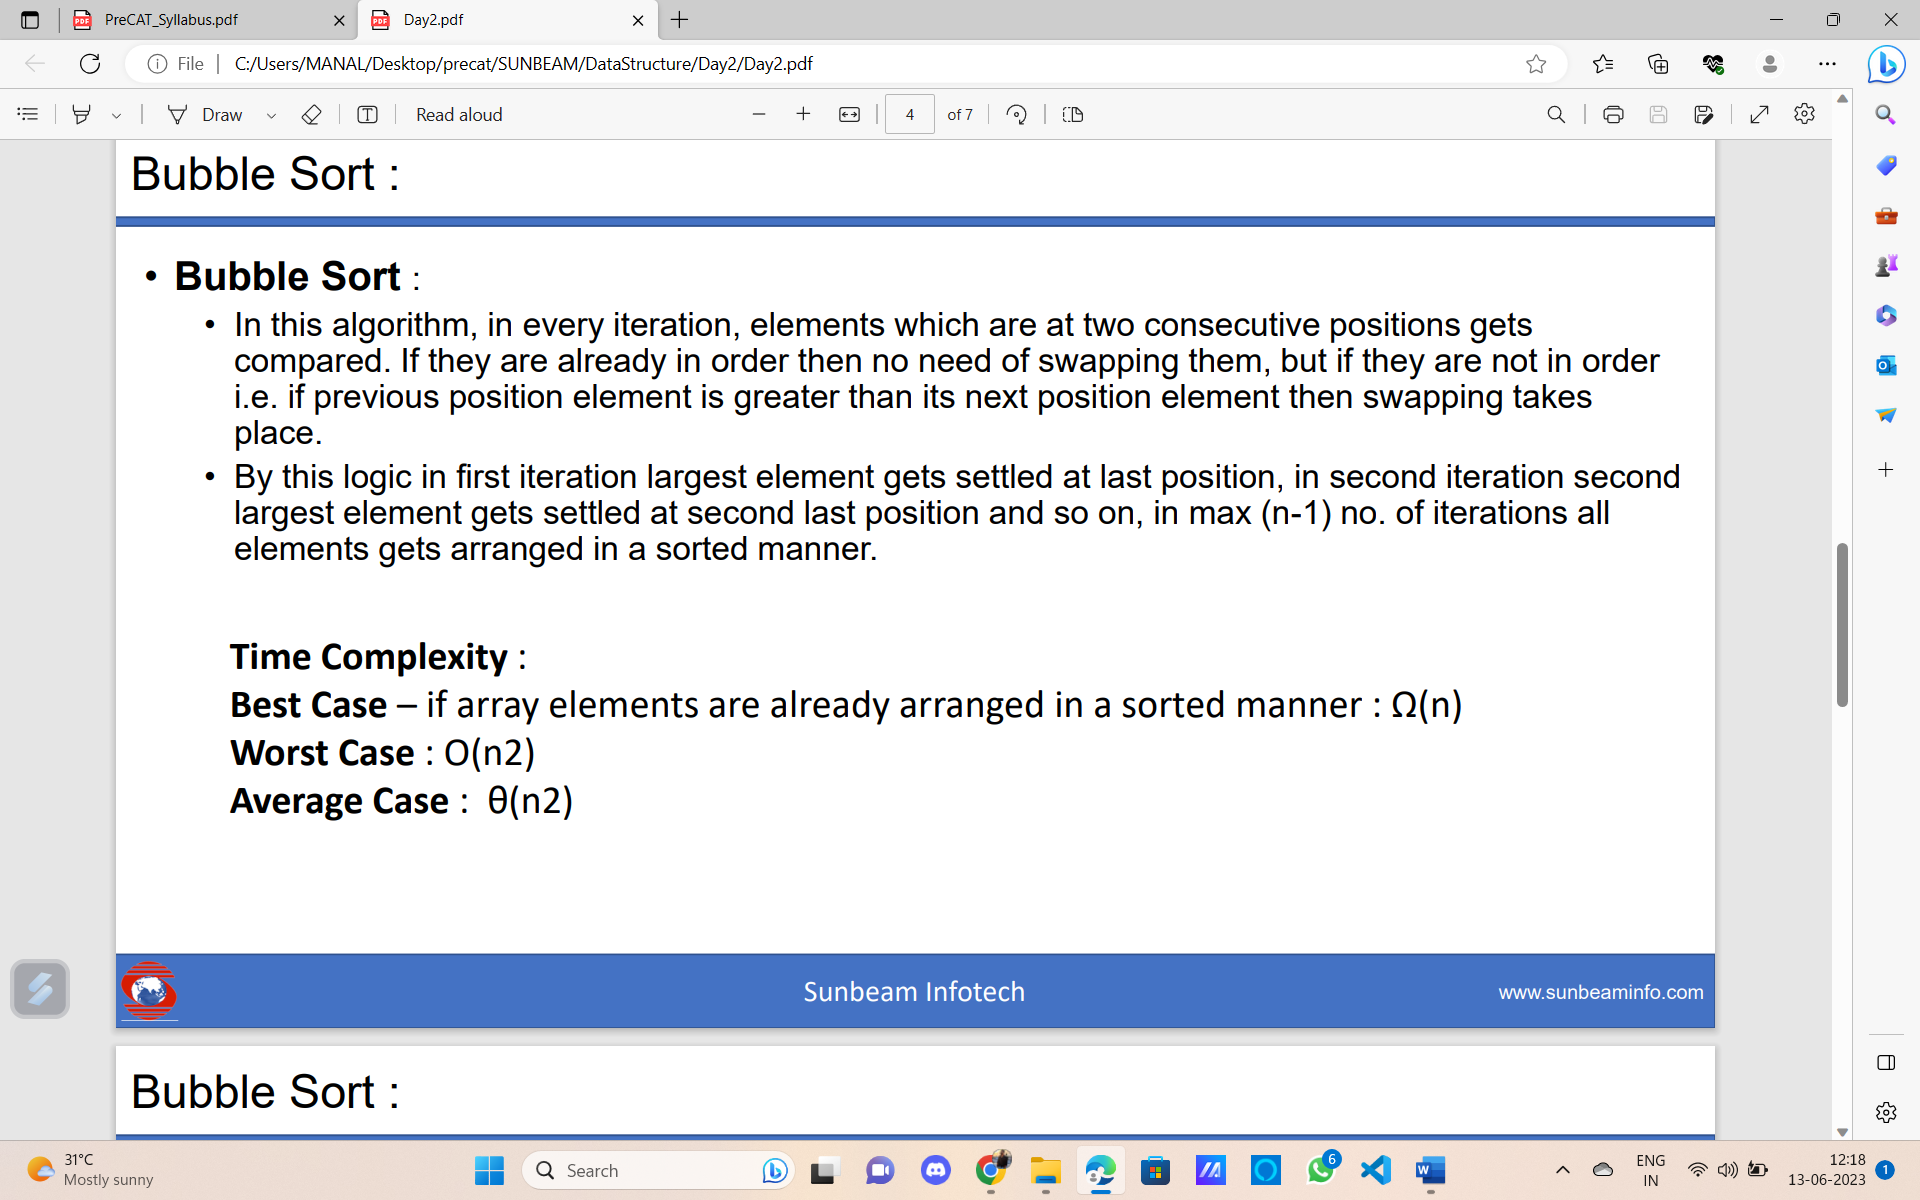 PreCAT_Syllabus.pdf
Day2.pdf
File
C:/Users/MANAL/Desktop/precat/SUNBEAM/DataStructure/Day2/Day2.pdf
Draw
Read aloud
4
of 7
Bubble Sort :
• Bubble Sort :
• In this algorithm, in every iteration, elements which are at two consecutive positions gets
compared. If they are already in order then no need of swapping them, but if they are not in order
i.e. if previous position element is greater than its next position element then swapping takes
place.
• By this logic in first iteration largest element gets settled at last position, in second iteration second
largest element gets settled at second last position and so on, in max (n-1) no. of iterations all
elements gets arranged in a sorted manner.
Time Complexity :
Best Case – if array elements are already arranged in a sorted manner : Ω(n)
Worst Case : O(n2)
Average Case : θ(n2)
Sunbeam Infotech
www.sunbeaminfo.com
Bubble Sort :
31°C
Mostly sunny
Search
6
ENG
IN
12:18
13-06-2023
1